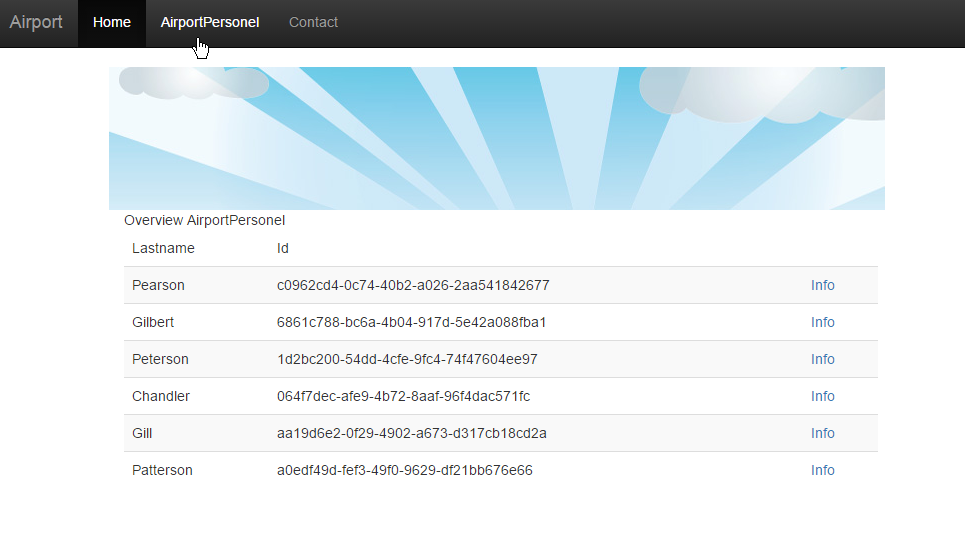 Airport Home AirportPersonel Contact
Overview AirportPersonel
Lastname Id
Pearson c0962cd4-0c74-40b2-a026-2aa541842677 Info
Gilbert 6861c788-bc6a-4b04-917d-5e42a088fba1 Info
Peterson 1d2bc200-54dd-4cfe-9fc4-74f47604ee97 Info
Chandler 064f7dec-afe9-4b72-8aaf-96f4dac571fc Info
Gill aa19d6e2-0f29-4902-a673-d317cb18cd2a Info
Patterson a0edf49d-fef3-49f0-9629-df21bb676e66 Info